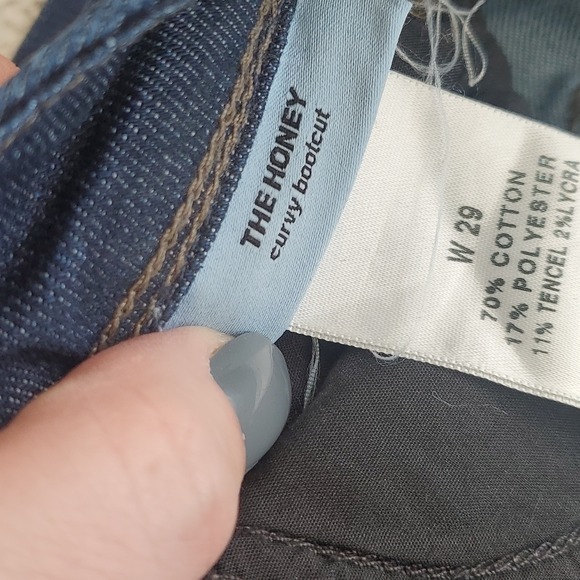 THE HONEY
curvy bootcut
W 29
70% COTTON
17% POLYESTER
11% TENCEL 2% LYCRA